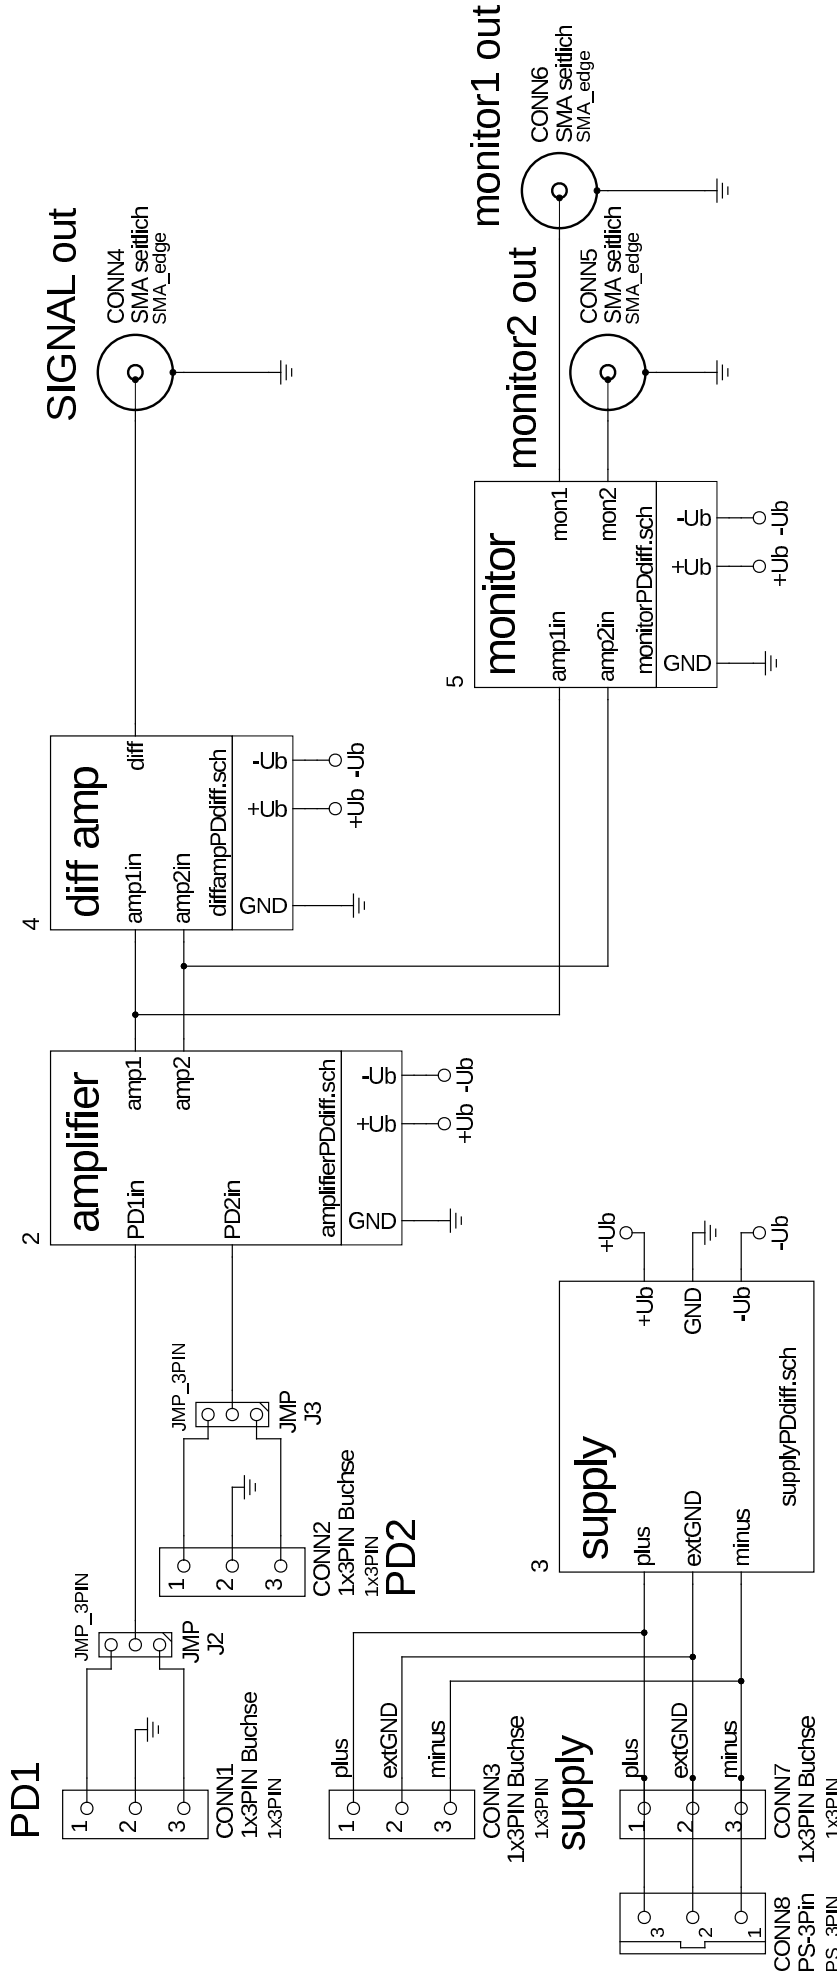 PD1
1
2
3
CONN1
1x3PIN Buchse
1x3PIN
JMP_3PIN
JMP
J2
1
2
3
CONN2
1x3PIN Buchse
1x3PIN
PD2
JMP_3PIN
JMP
J3
2
amplifier
PD1in
PD2in
amp1
amp2
amplifierPDdiff.sch
GND
+Ub
-Ub
+Ub
-Ub
4
diff amp
amp1in
amp2in
diff
diffampPDdiff.sch
GND
+Ub
-Ub
+Ub
-Ub
SIGNAL out
CONN4
SMA seitlich
SMA_edge
5
monitor
amp1in
amp2in
mon1
mon2
monitorPDdiff.sch
GND
+Ub
-Ub
+Ub
-Ub
monitor1 out
CONN6
SMA seitlich
SMA_edge
monitor2 out
CONN5
SMA seitlich
SMA_edge
1
2
3
plus
extGND
minus
CONN3
1x3PIN Buchse
1x3PIN
supply
1
2
3
plus
extGND
minus
CONN7
1x3PIN Buchse
1x3PIN
3
2
1
CONN8
PS-3Pin
PS_3PIN
3
supply
plus
extGND
minus
+Ub
GND
-Ub
supplyPDdiff.sch
+Ub
-Ub